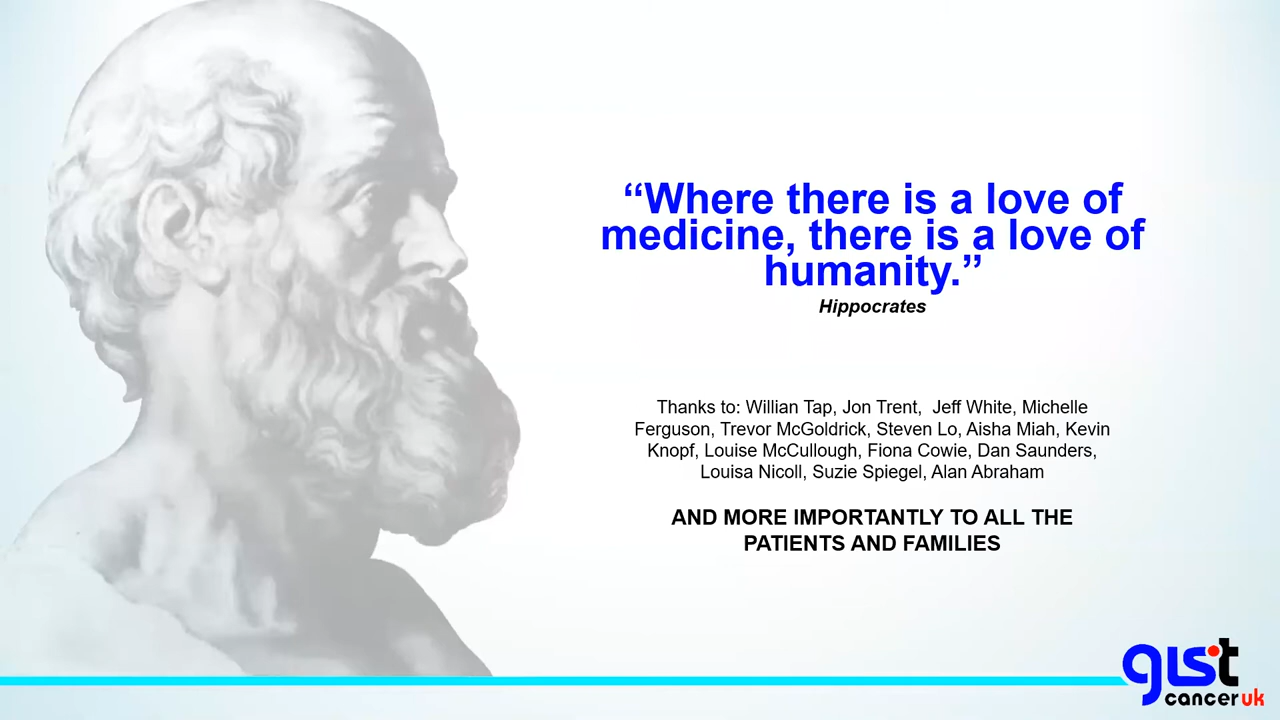 “Where there is a love of
medicine, there is a love of
humanity.”
Hippocrates
Thanks to: Willian Tap, Jon Trent,  Jeff White, Michelle
Ferguson, Trevor McGoldrick, Steven Lo, Aisha Miah, Kevin
Knopf, Louise McCullough, Fiona Cowie, Dan Saunders,
Louisa Nicoll, Suzie Spiegel, Alan Abraham
AND MORE IMPORTANTLY TO ALL THE
PATIENTS AND FAMILIES
gist
cancer uk